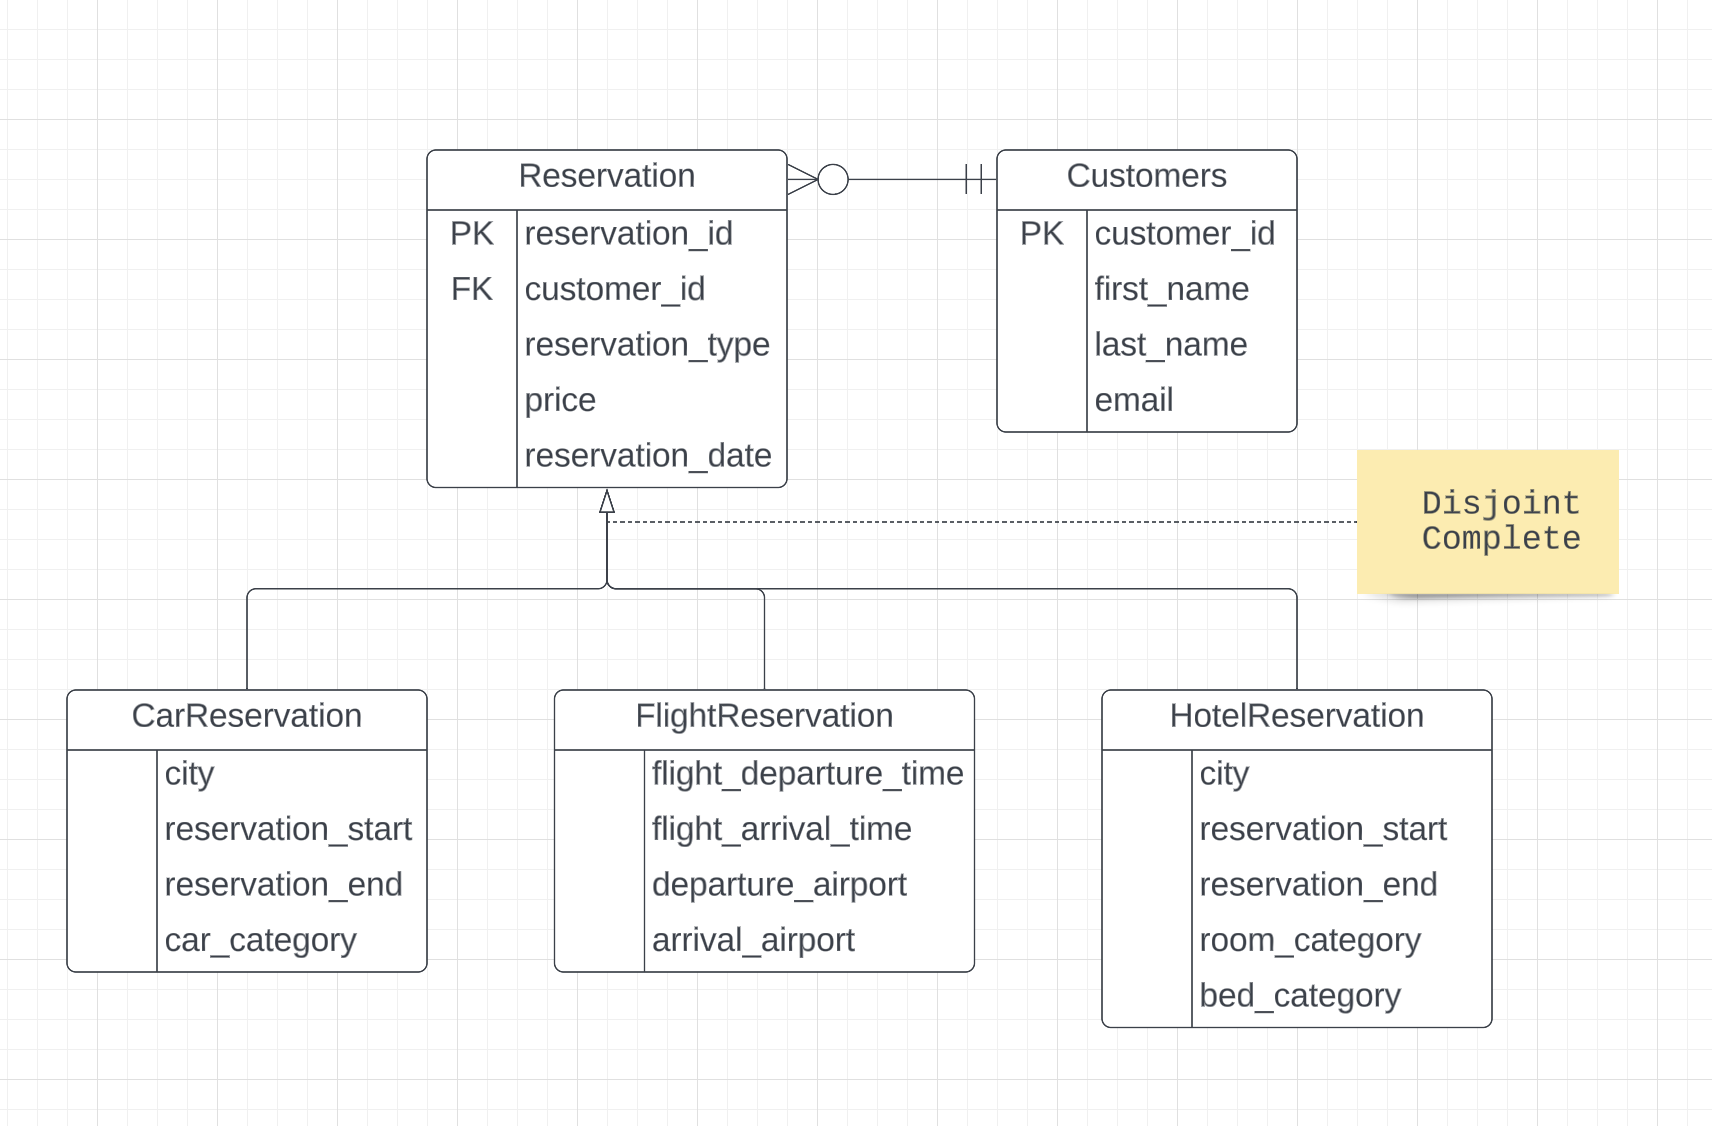 Reservation
PK reservation_id
FK customer_id
reservation_type
price
reservation_date
Customers
PK customer_id
first_name
last_name
email
Disjoint
Complete
CarReservation
city
reservation_start
reservation_end
car_category
FlightReservation
flight_departure_time
flight_arrival_time
departure_airport
arrival_airport
HotelReservation
city
reservation_start
reservation_end
room_category
bed_category